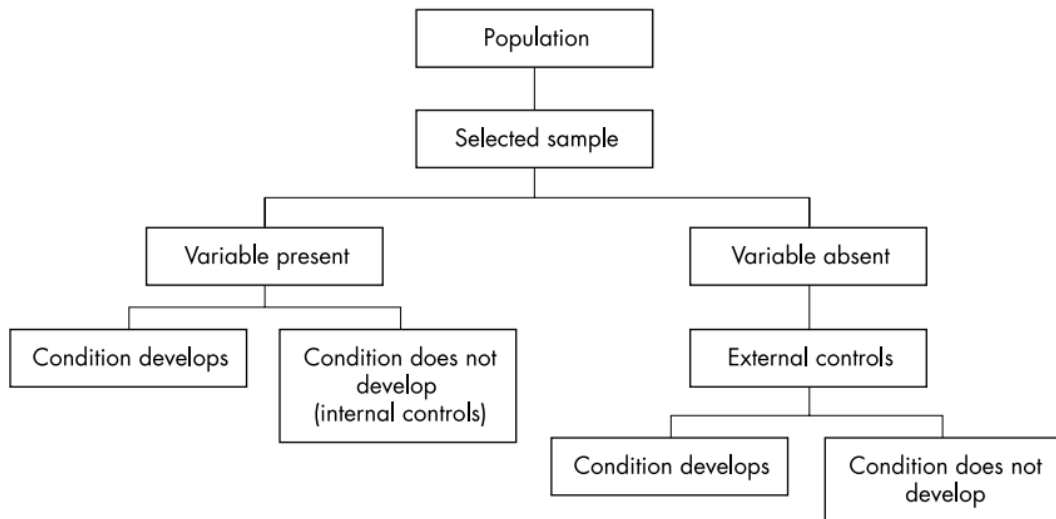 Population
Selected sample
Variable present
Variable absent
Condition develops
Condition does not
develop
(internal controls)
External controls
Condition develops
Condition does not
develop